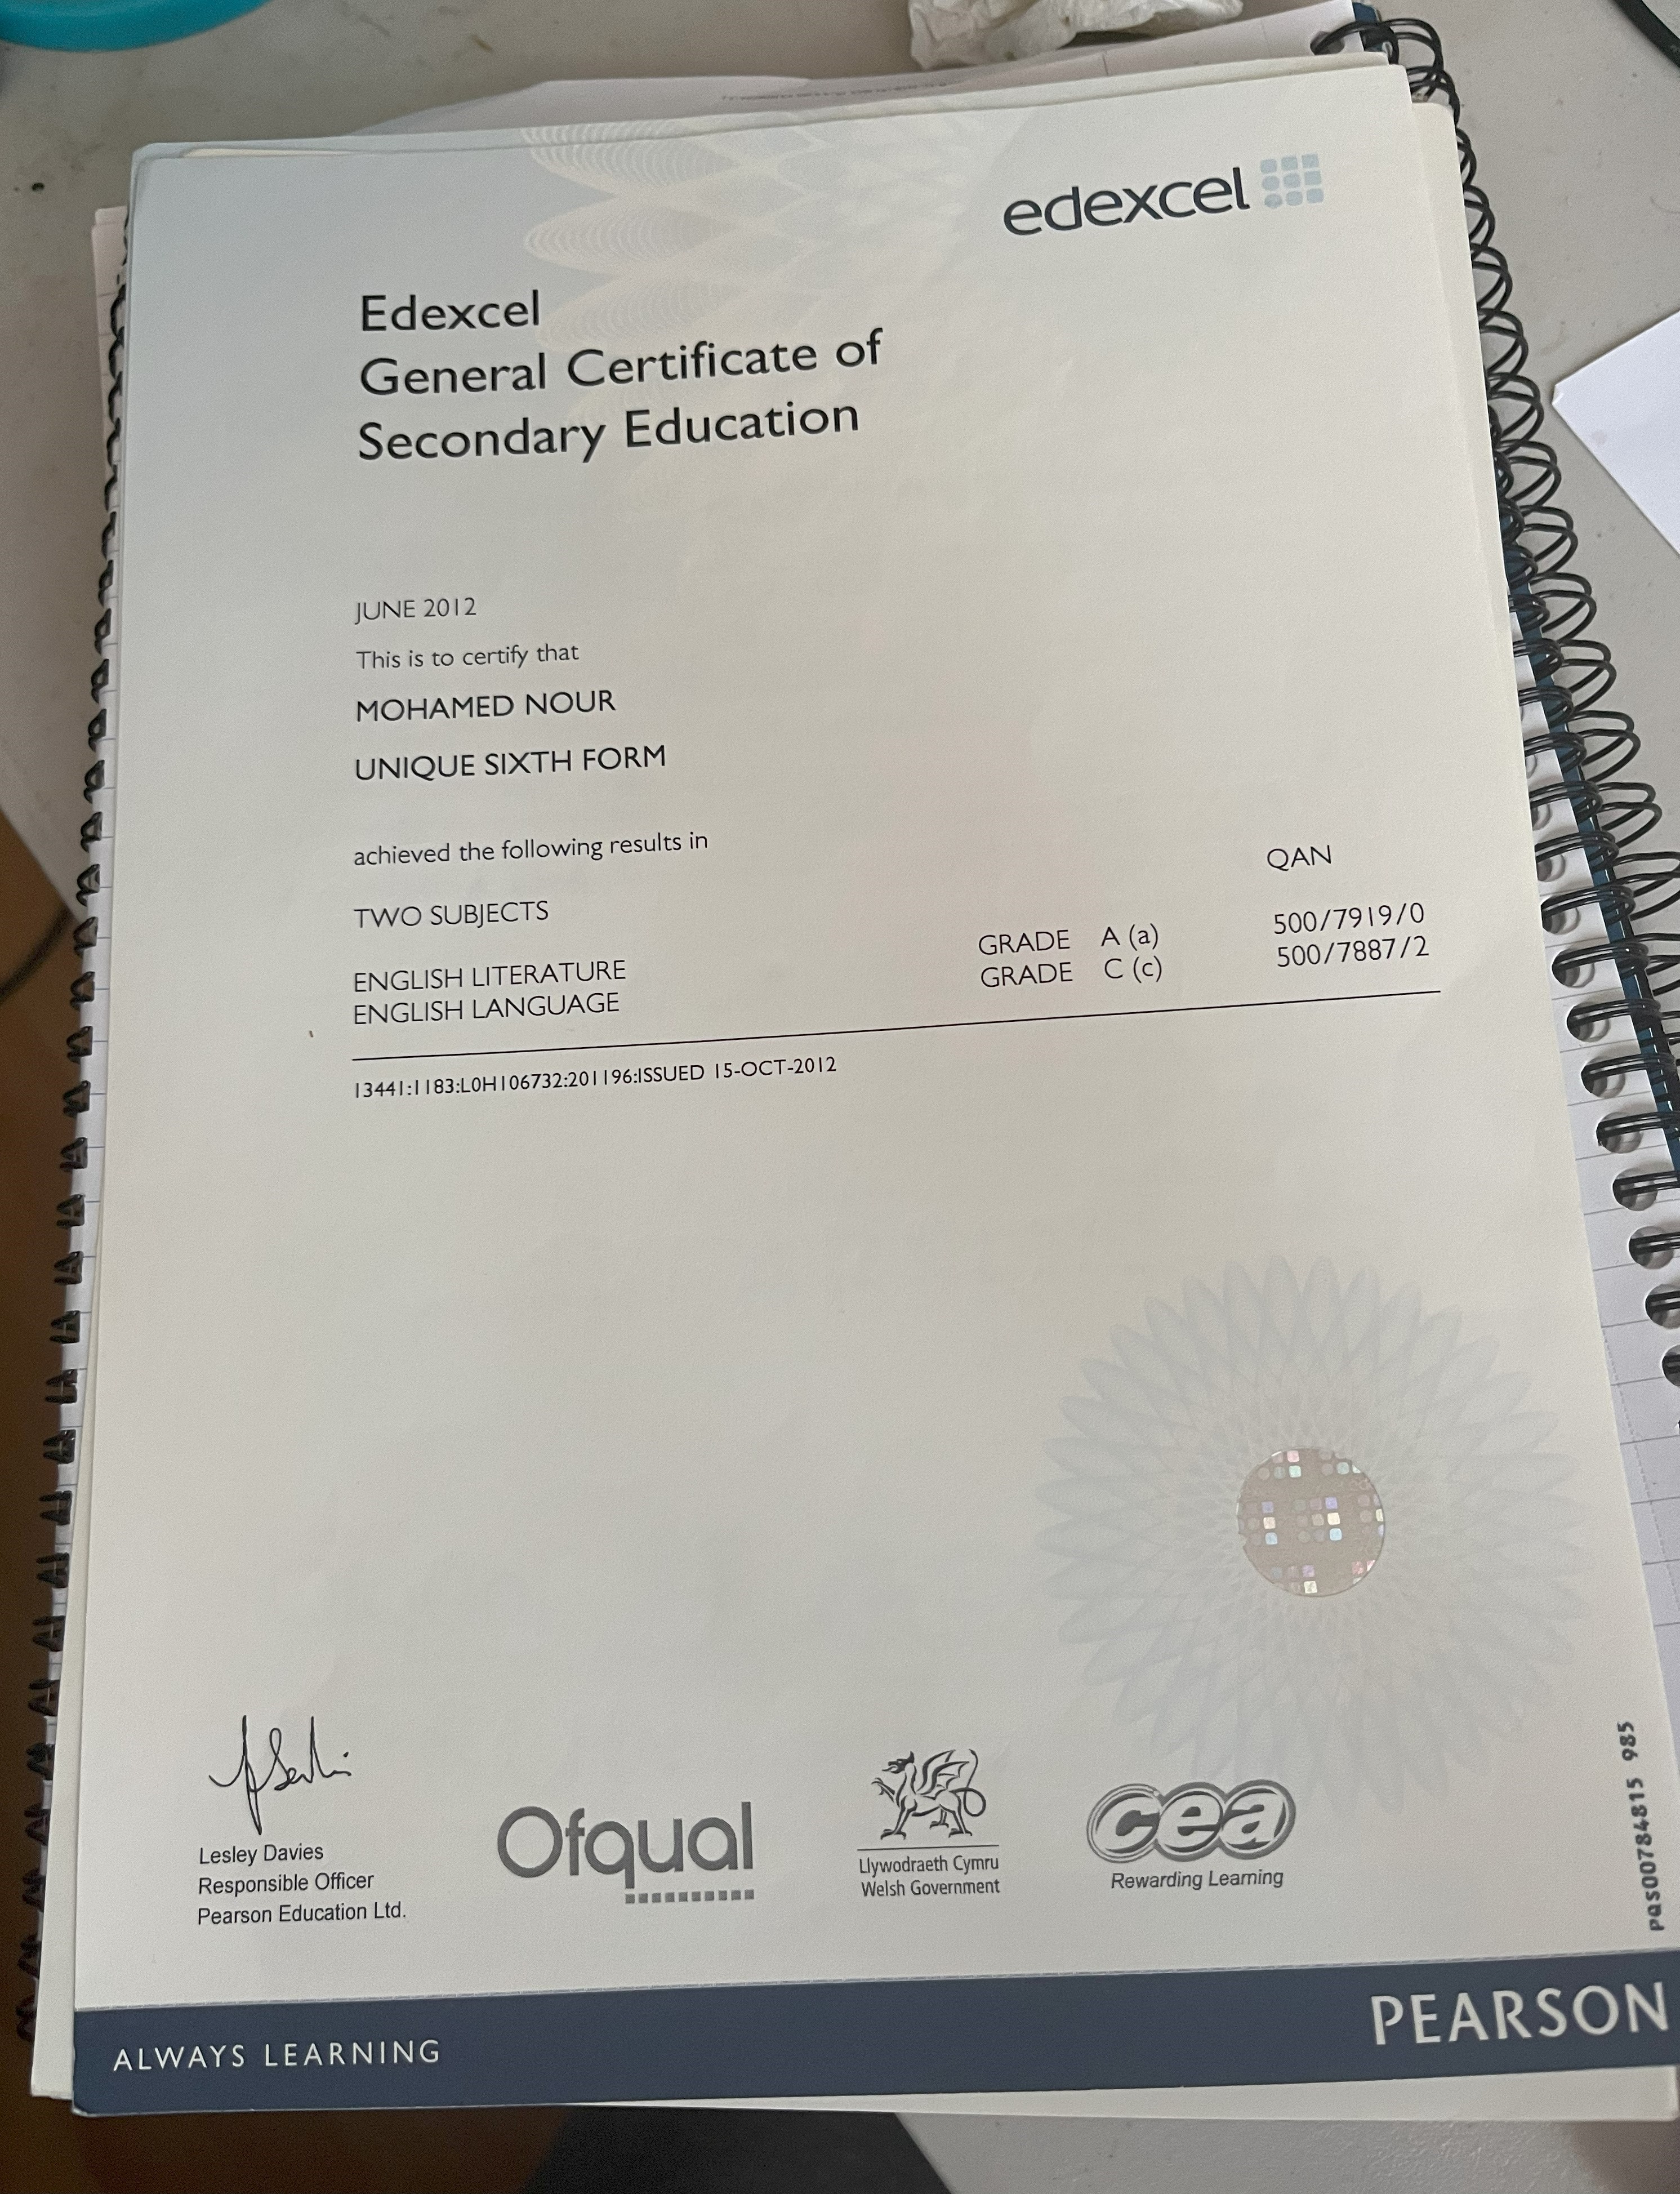 edexcel
Edexcel
General Certificate of
Secondary Education
JUNE 2012
This is to certify that
MOHAMED NOUR
UNIQUE SIXTH FORM
achieved the following results in
QAN
TWO SUBJECTS
ENGLISH LITERATURE GRADE A (a) 500/7919/0
ENGLISH LANGUAGE GRADE C (c) 500/7887/2
13441:1183:L0H106732:201196:ISSUED 15-OCT-2012
Lesley Davies
Responsible Officer
Pearson Education Ltd.
Ofqual
Llywodraeth Cymru
Welsh Government
cea
Rewarding Learning
pqs00784815 985
ALWAYS LEARNING
PEARSON